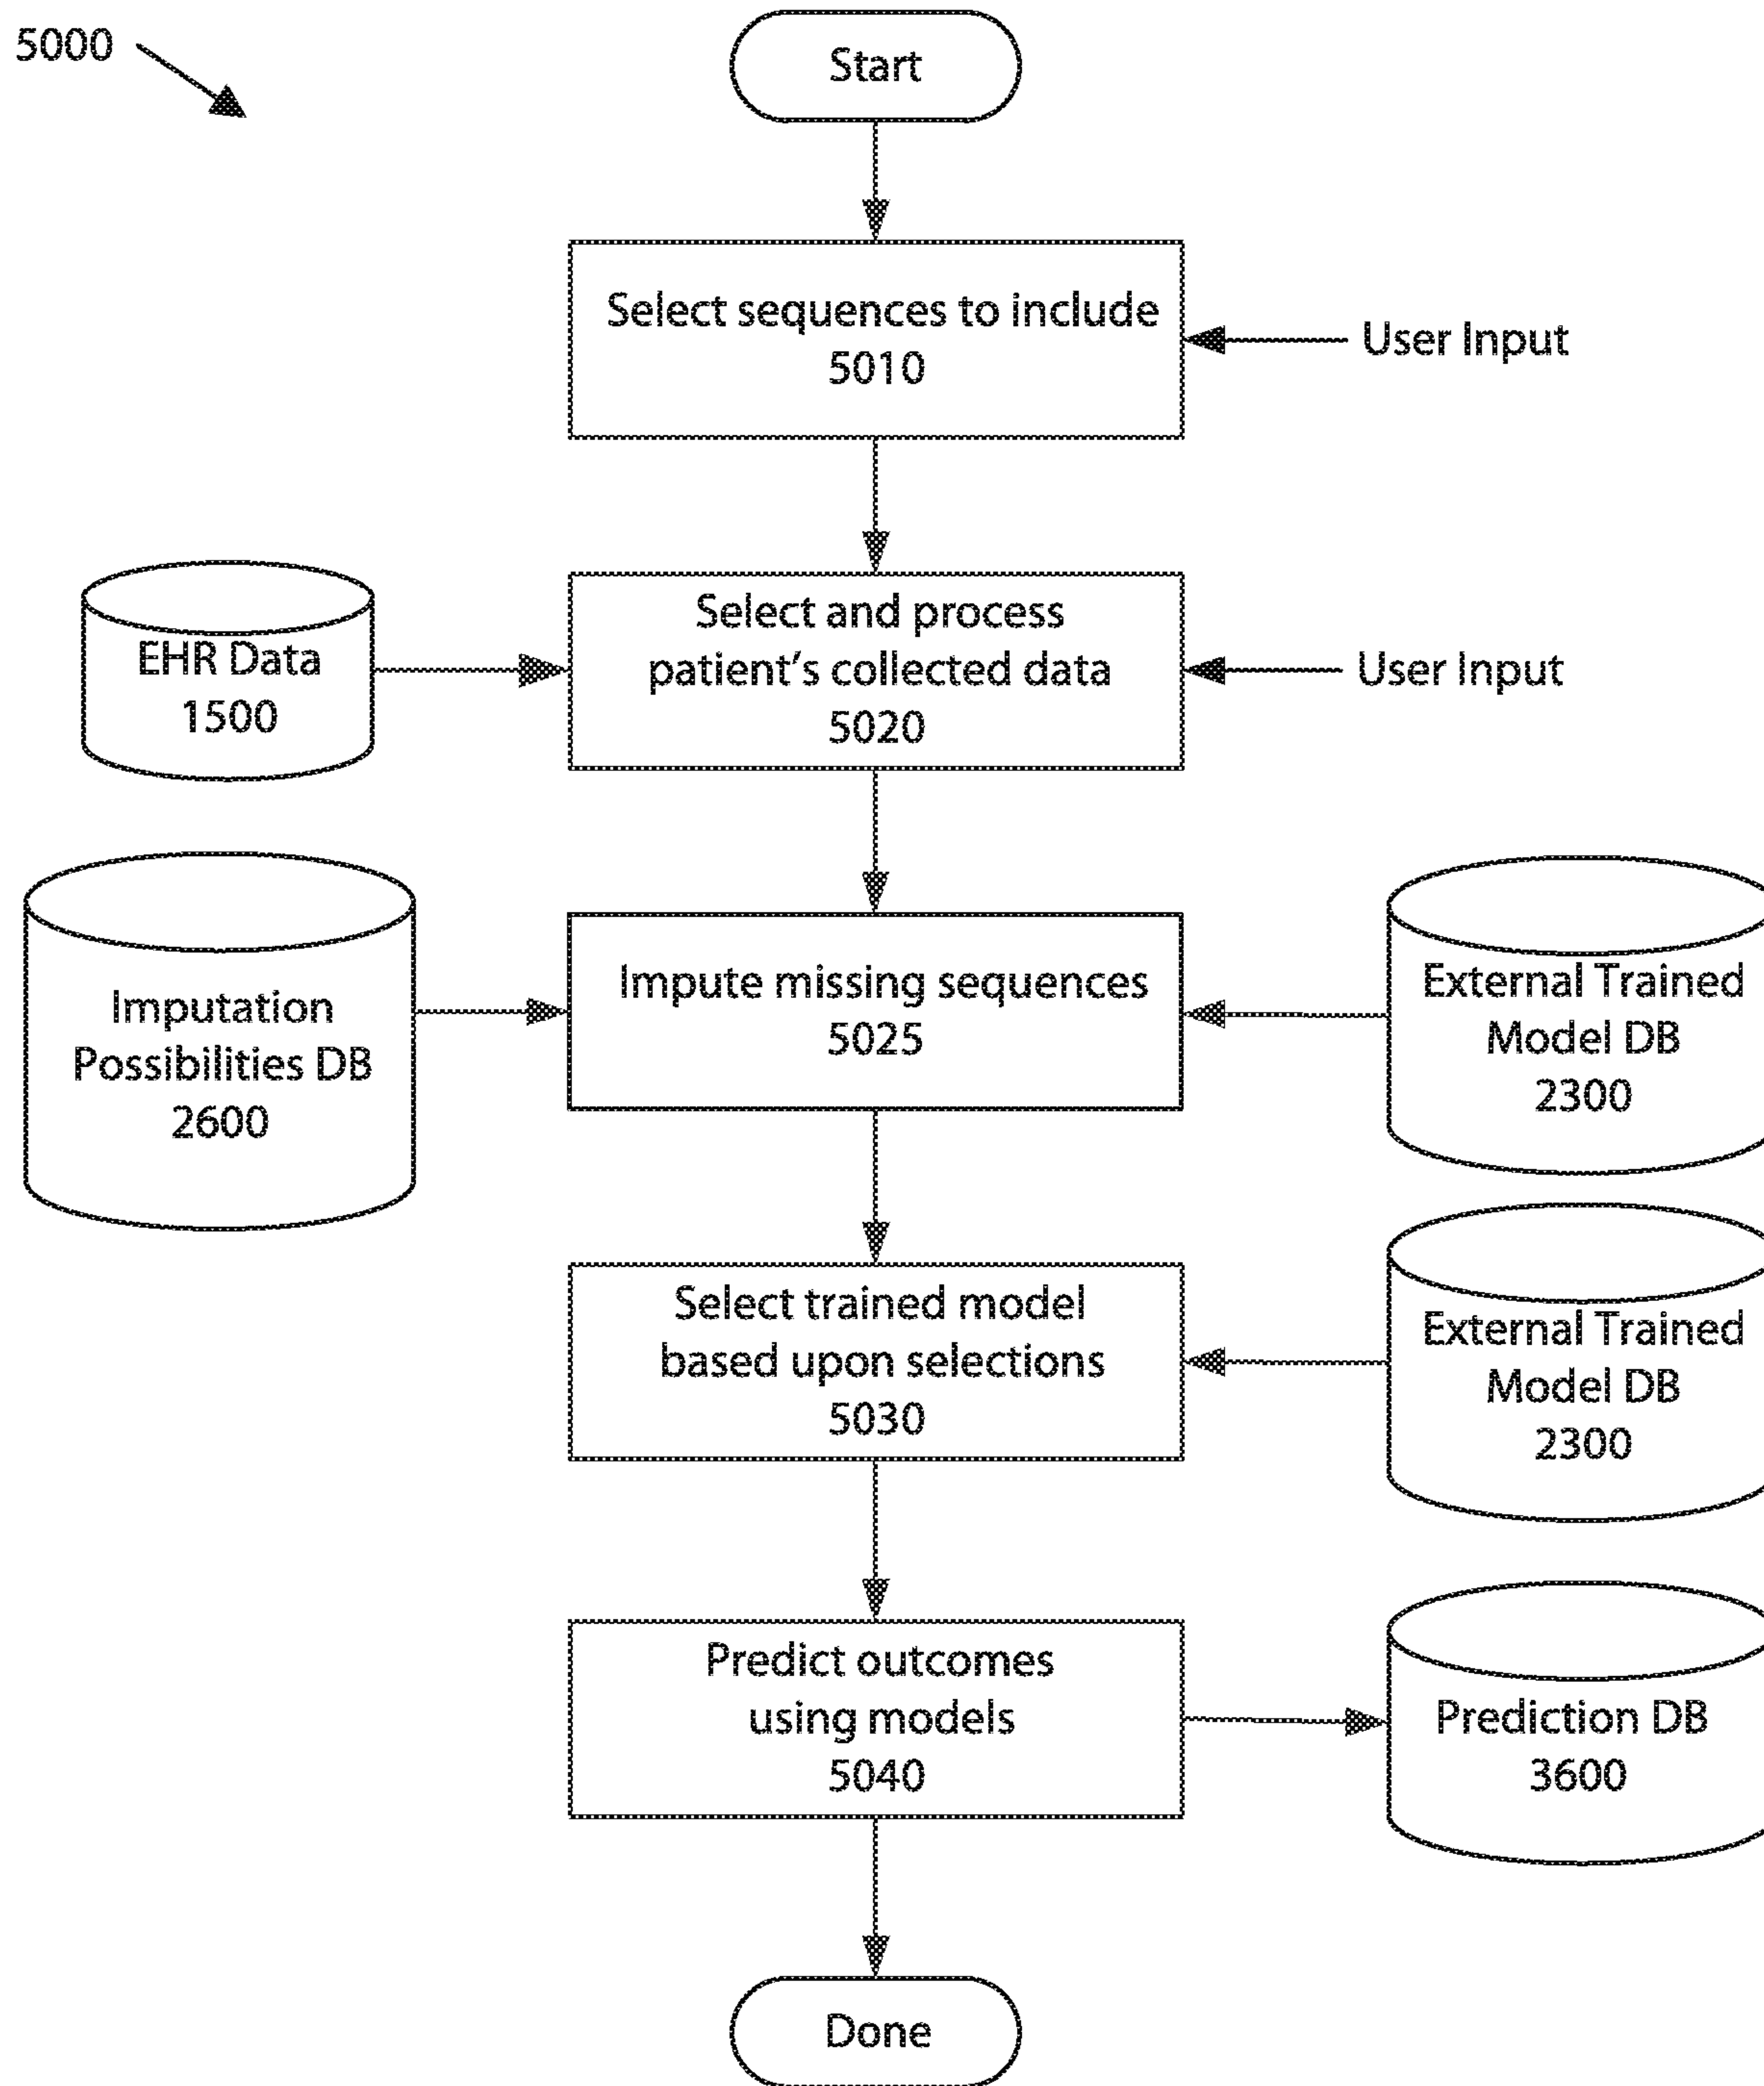 5000
Start
Select sequences to include
5010
User Input
EHR Data
1500
Select and process
patient's collected data
5020
User Input
Imputation
Possibilities DB
2600
Impute missing sequences
5025
External Trained
Model DB
2300
Select trained model
based upon selections
5030
External Trained
Model DB
2300
Predict outcomes
using models
5040
Prediction DB
3600
Done